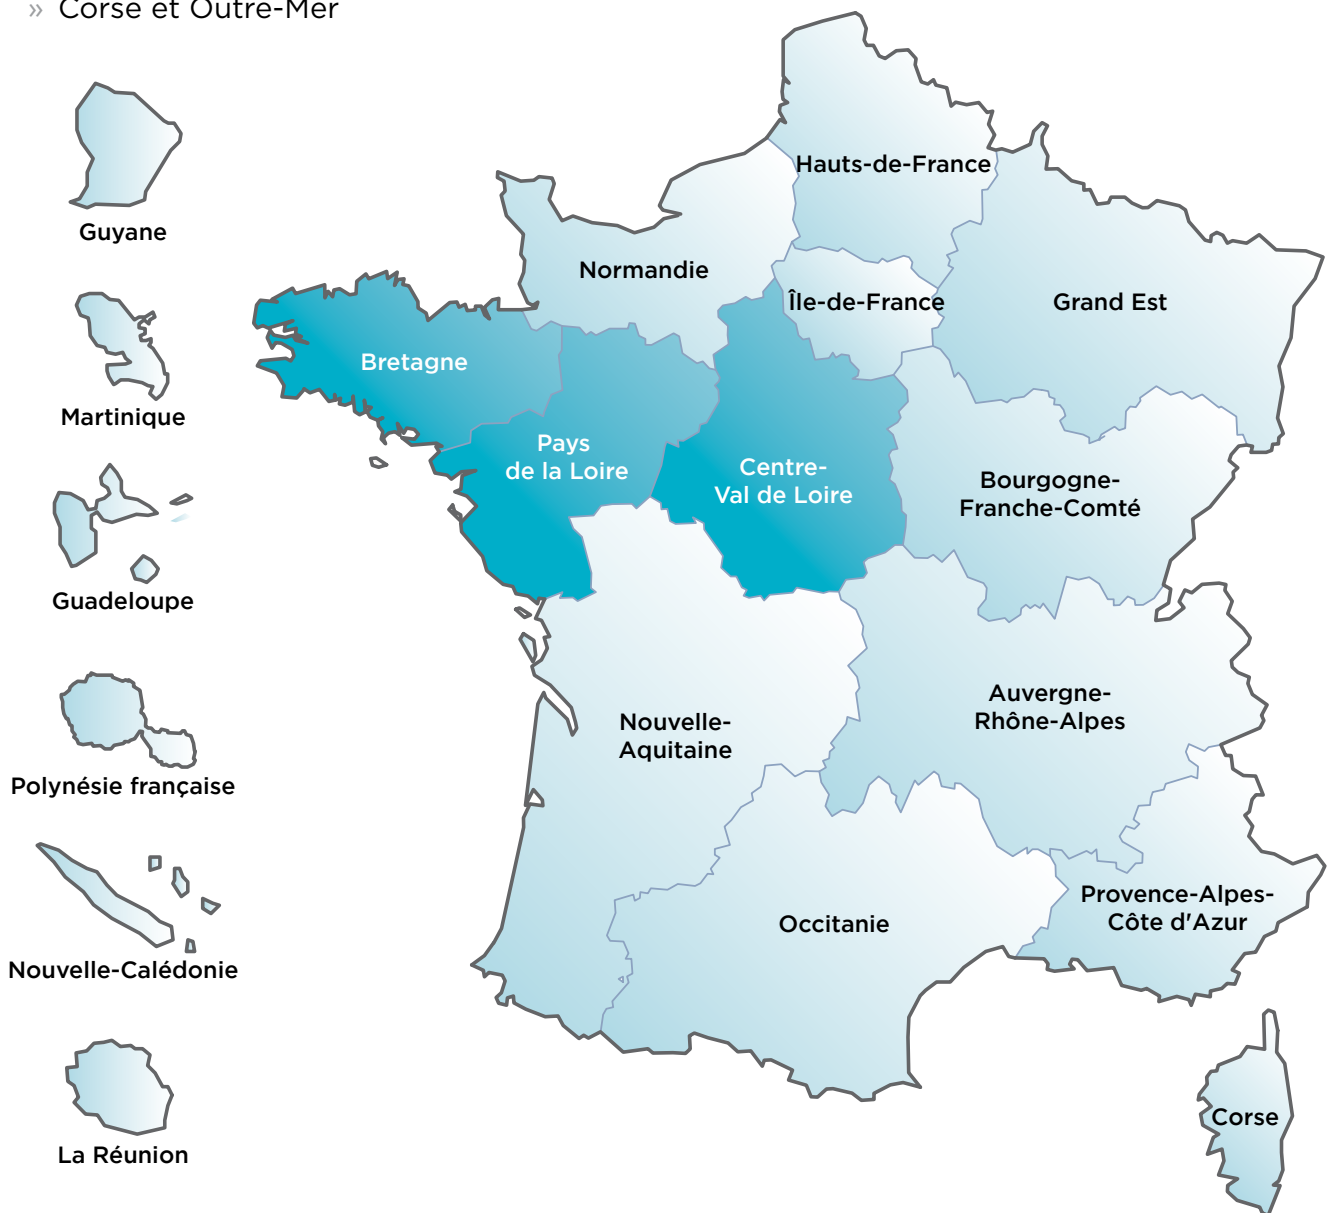 » Corse et Outre-Mer
Guyane
Martinique
Guadeloupe
Polynésie française
Nouvelle-Calédonie
La Réunion
Hauts-de-France
Normandie
Île-de-France
Grand Est
Bretagne
Pays
de la Loire
Centre-
Val de Loire
Bourgogne-
Franche-Comté
Nouvelle-
Aquitaine
Auvergne-
Rhône-Alpes
Occitanie
Provence-Alpes-
Côte d'Azur
Corse